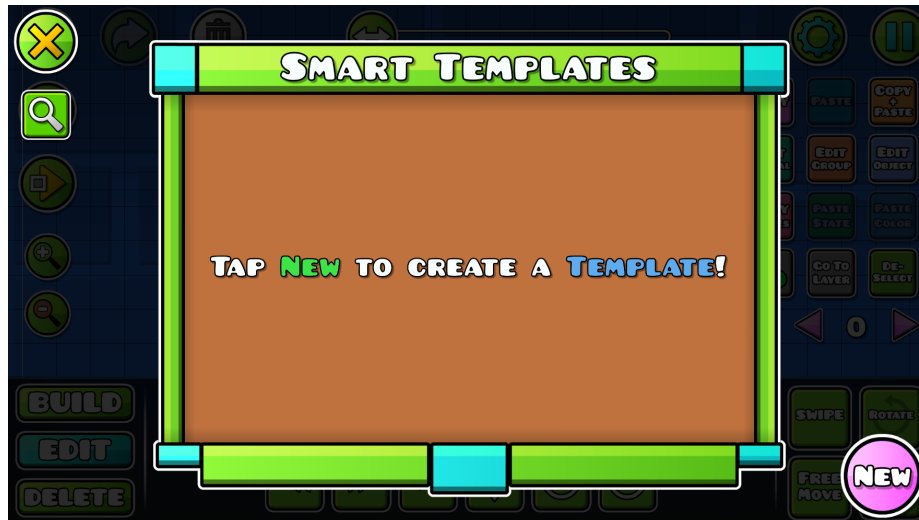 SMART TEMPLATES
COPY
+
PASTE
PASTE
EDIT
GROUP
EDIT
OBJECT
PASTE
STATE
PASTE
COLOR
TAP NEW TO CREATE A TEMPLATE!
GO TO
LAYER
DE-
SELECT
0
BUILD
EDIT
DELETE
SWIPE
ROTATE
FREE
MOVE
NEW